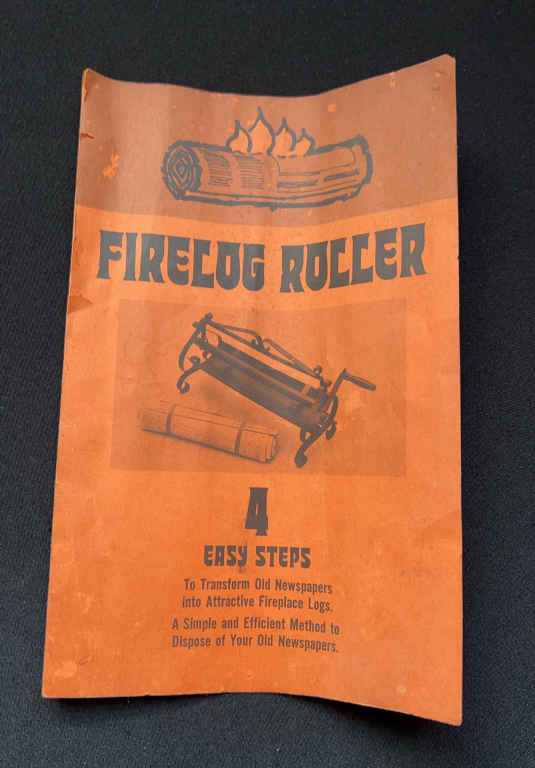 FIRELOG ROLLER
4
EASY STEPS
To Transform Old Newspapers
into Attractive Fireplace Logs.
A Simple and Efficient Method to
Dispose of Your Old Newspapers.